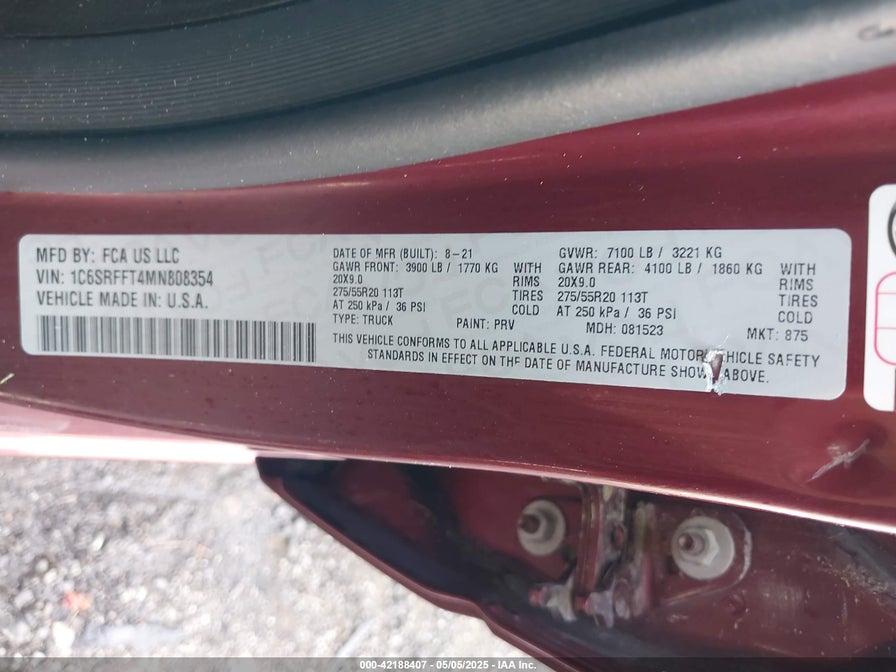 MFD BY: FCA US LLC
VIN: 1C6SRFFT4MN808354
VEHICLE MADE IN: U.S.A.
DATE OF MFR (BUILT): 8-21
GAWR FRONT: 3900 LB / 1770 KG WITH
20X9.0 RIMS
275/55R20 113T TIRES
AT 250 kPa / 36 PSI COLD
TYPE: TRUCK PAINT: PRV
GVWR: 7100 LB / 3221 KG
GAWR REAR: 4100 LB / 1860 KG WITH
20X9.0 RIMS
275/55R20 113T TIRES
AT 250 kPa / 36 PSI COLD
MDH: 081523 MKT: 875
THIS VEHICLE CONFORMS TO ALL APPLICABLE U.S.A. FEDERAL MOTOR VEHICLE SAFETY
STANDARDS IN EFFECT ON THE DATE OF MANUFACTURE SHOWN ABOVE.
000-42188407 - 05/05/2025 - IAA Inc.